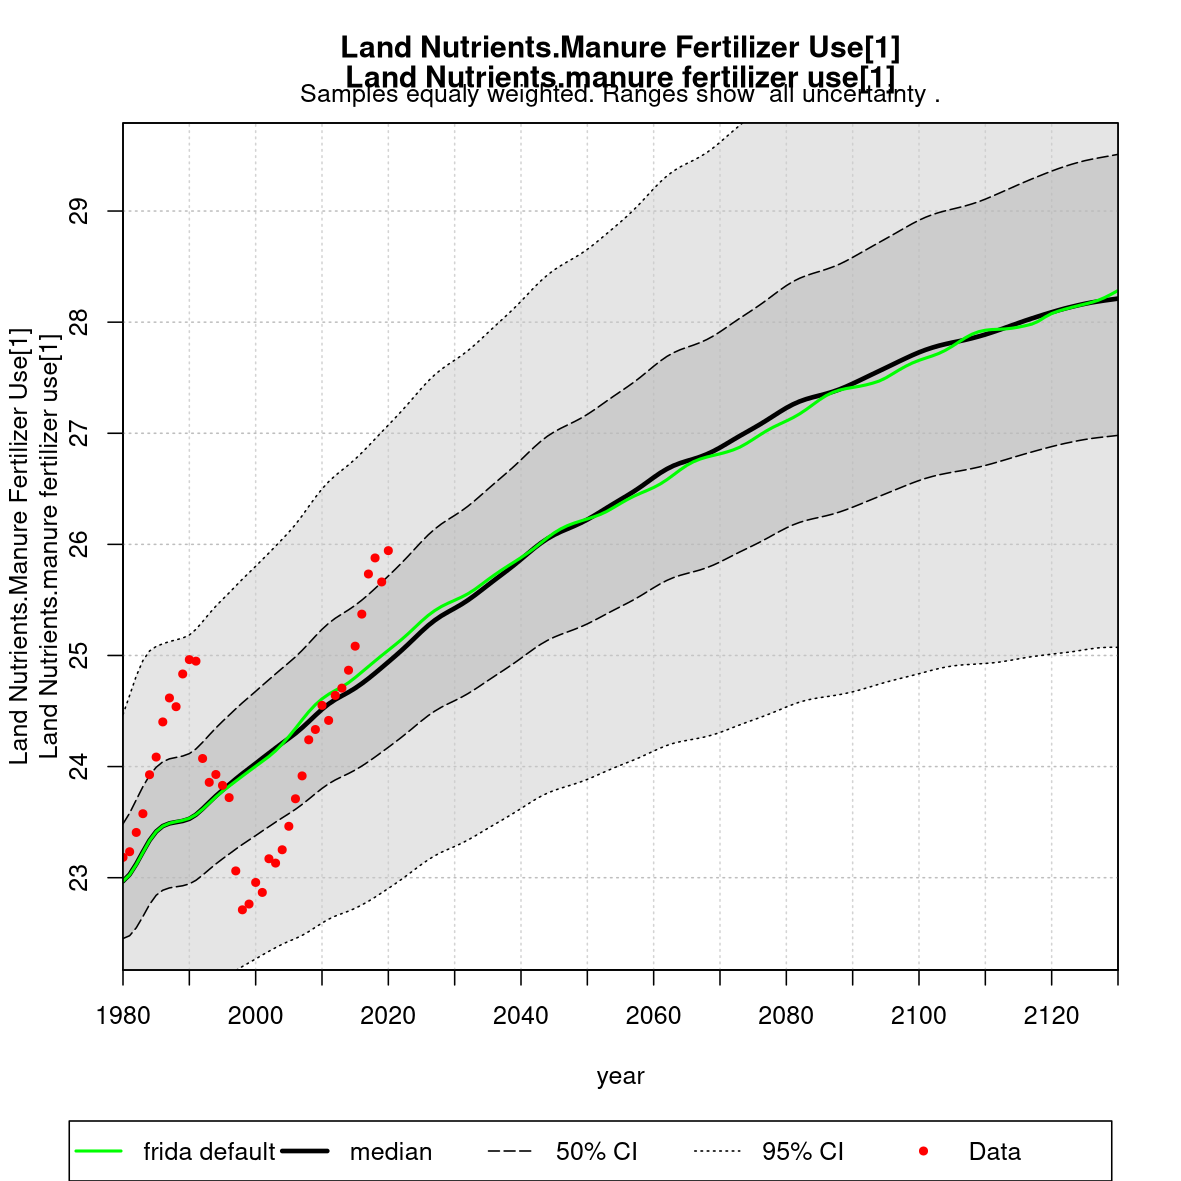 Land Nutrients.Manure Fertilizer Use[1]
Land Nutrients.manure fertilizer use[1]
Samples equaly weighted. Ranges show  all uncertainty .
Land Nutrients.Manure Fertilizer Use[1]
Land Nutrients.manure fertilizer use[1]
29
28
27
26
25
24
23
1980 2000 2020 2040 2060 2080 2100 2120
year
frida default median 50% CI 95% CI Data